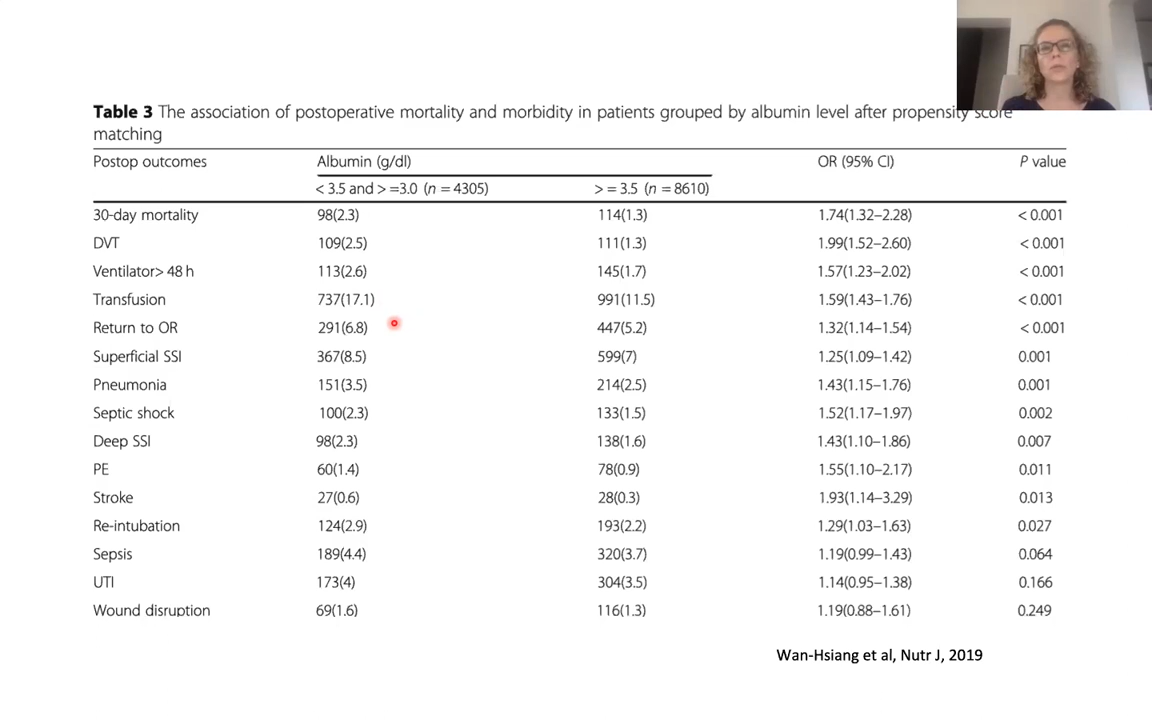 Table 3 The association of postoperative mortality and morbidity in patients grouped by albumin level after propensity score
matching
Postop outcomes Albumin (g/dl) OR (95% CI) P value
< 3.5 and > =3.0 (n = 4305) > = 3.5 (n = 8610)
30-day mortality 98(2.3) 114(1.3) 1.74(1.32–2.28) < 0.001
DVT 109(2.5) 111(1.3) 1.99(1.52–2.60) < 0.001
Ventilator> 48 h 113(2.6) 145(1.7) 1.57(1.23–2.02) < 0.001
Transfusion 737(17.1) 991(11.5) 1.59(1.43–1.76) < 0.001
Return to OR 291(6.8) 447(5.2) 1.32(1.14–1.54) < 0.001
Superficial SSI 367(8.5) 599(7) 1.25(1.09–1.42) 0.001
Pneumonia 151(3.5) 214(2.5) 1.43(1.15–1.76) 0.001
Septic shock 100(2.3) 133(1.5) 1.52(1.17–1.97) 0.002
Deep SSI 98(2.3) 138(1.6) 1.43(1.10–1.86) 0.007
PE 60(1.4) 78(0.9) 1.55(1.10–2.17) 0.011
Stroke 27(0.6) 28(0.3) 1.93(1.14–3.29) 0.013
Re-intubation 124(2.9) 193(2.2) 1.29(1.03–1.63) 0.027
Sepsis 189(4.4) 320(3.7) 1.19(0.99–1.43) 0.064
UTI 173(4) 304(3.5) 1.14(0.95–1.38) 0.166
Wound disruption 69(1.6) 116(1.3) 1.19(0.88–1.61) 0.249
Wan-Hsiang et al, Nutr J, 2019